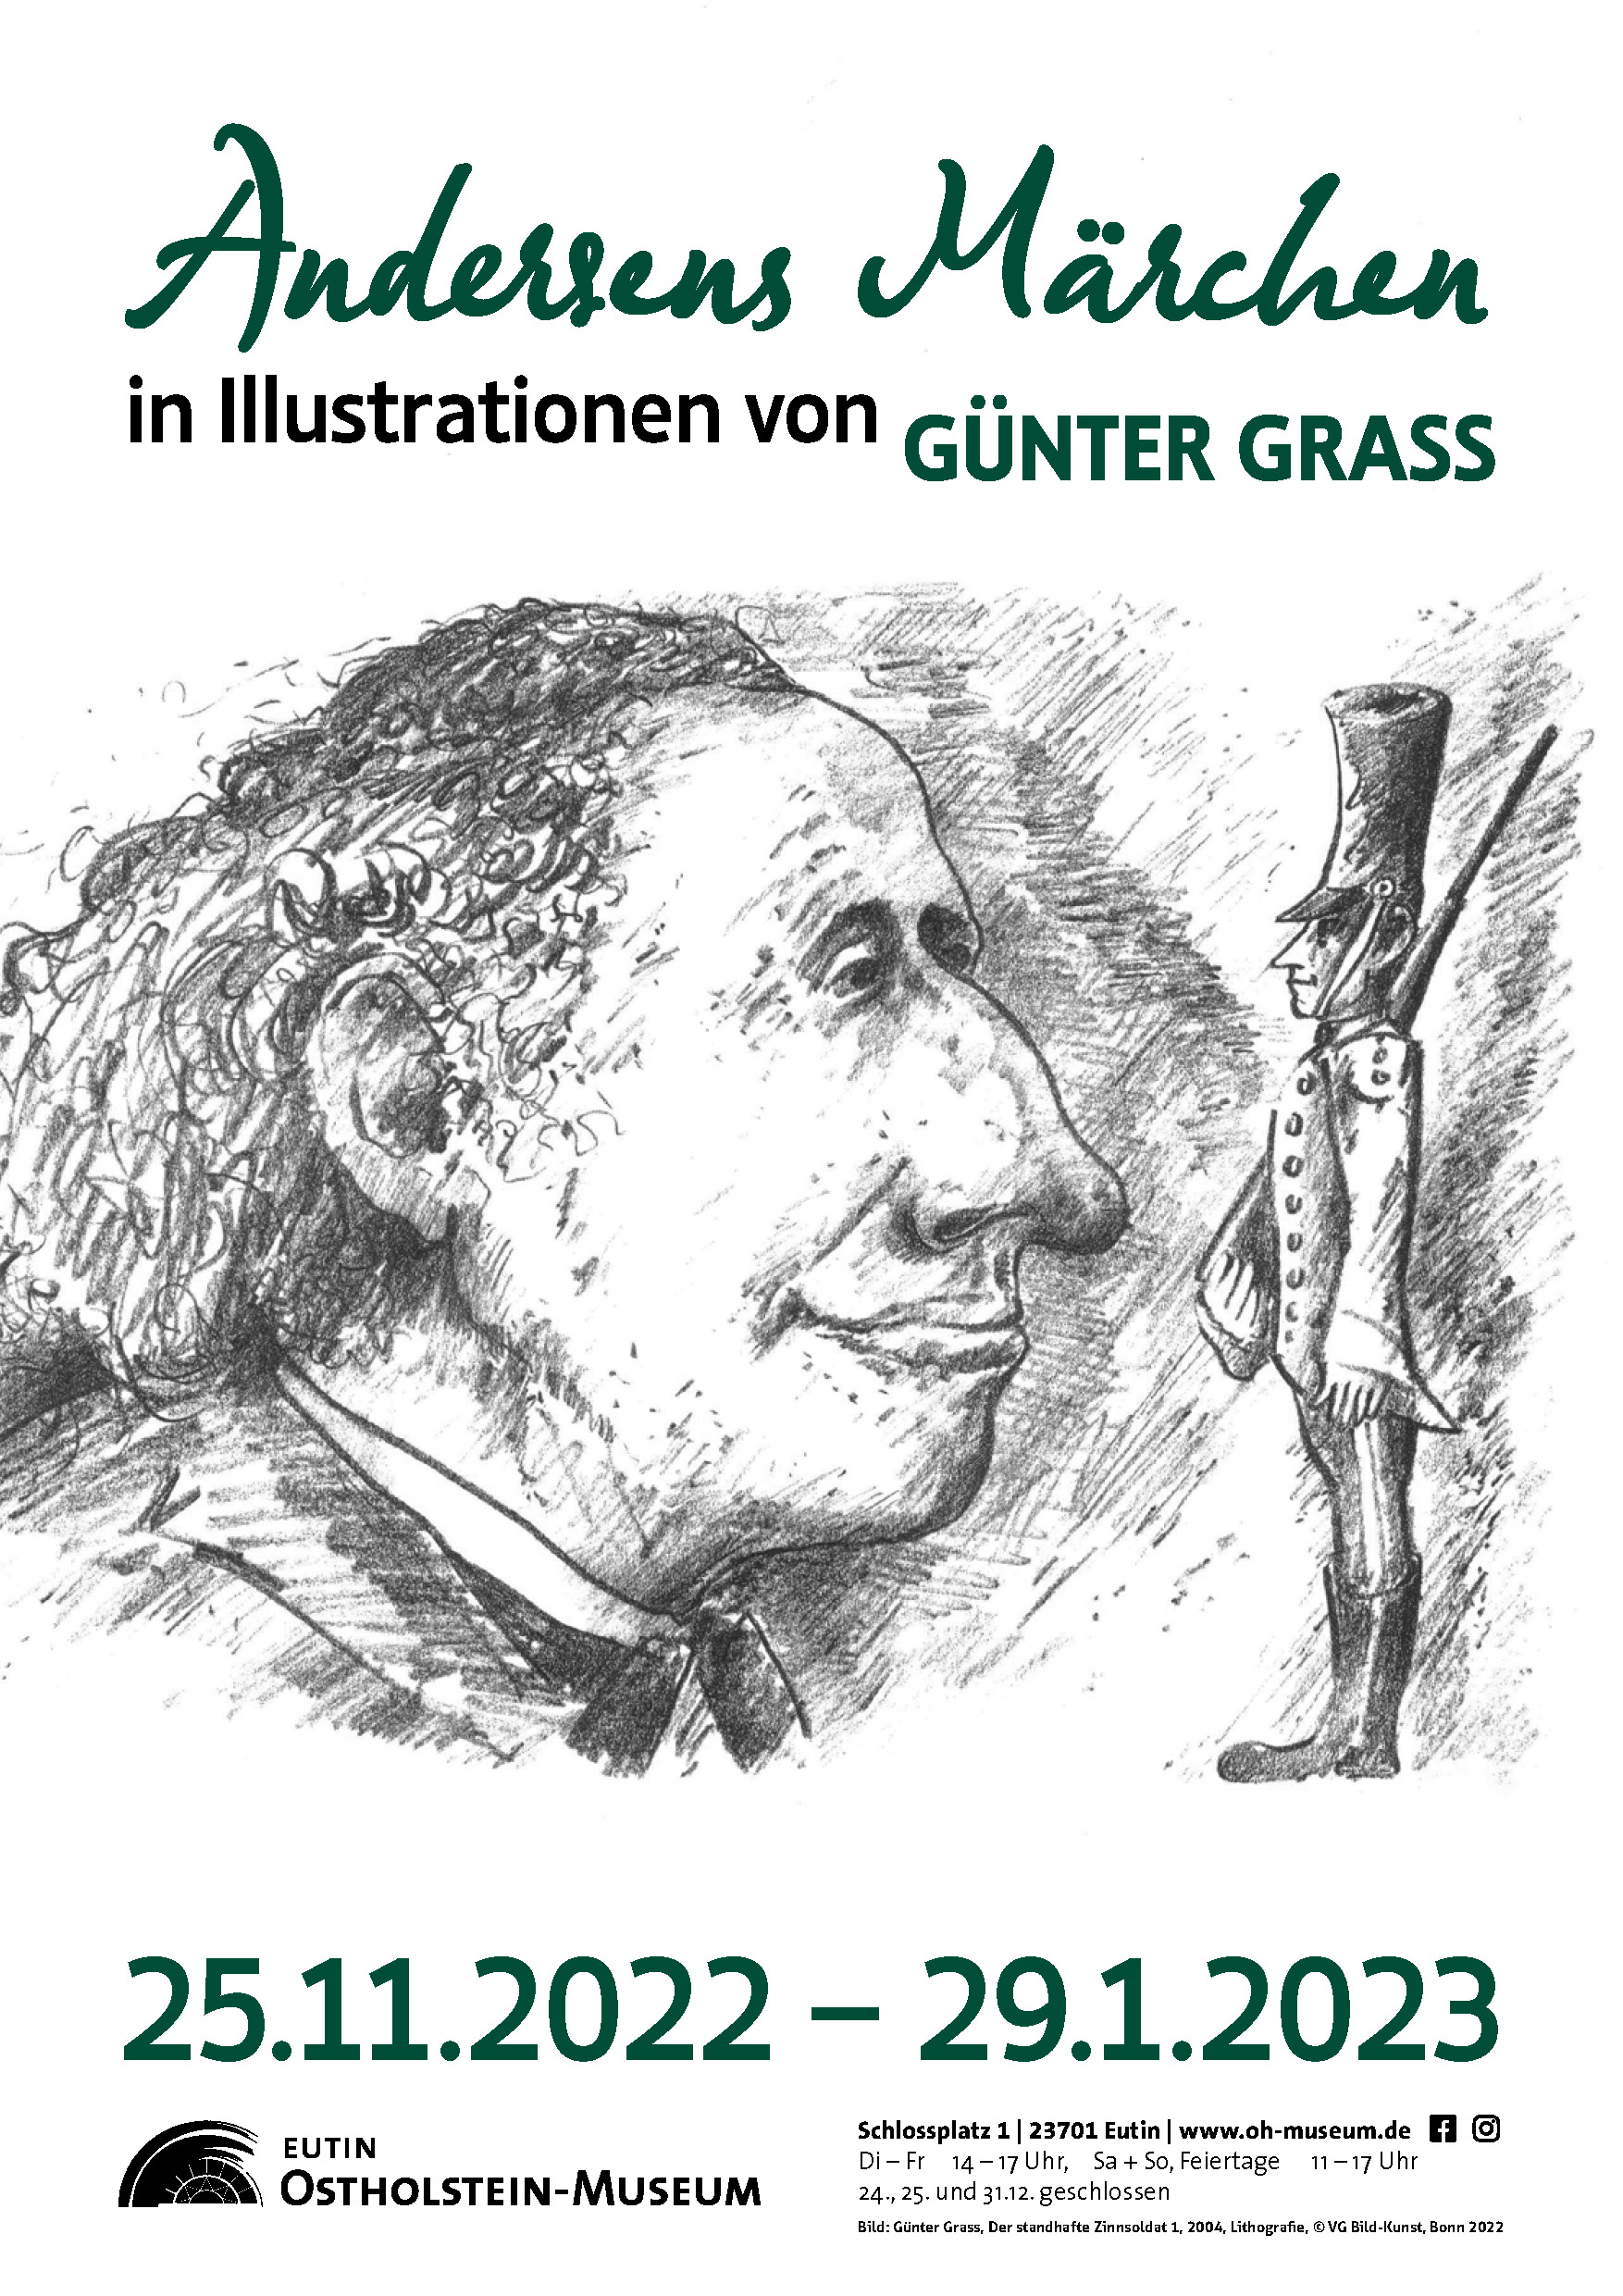 Andersens Märchen
in Illustrationen von GÜNTER GRASS
25.11.2022 – 29.1.2023
EUTIN
OSTHOLSTEIN-MUSEUM
Schlossplatz 1 | 23701 Eutin | www.oh-museum.de
Di – Fr 14 – 17 Uhr, Sa + So, Feiertage 11 – 17 Uhr
24., 25. und 31.12. geschlossen
Bild: Günter Grass, Der standhafte Zinnsoldat 1, 2004, Lithografie, © VG Bild-Kunst, Bonn 2022